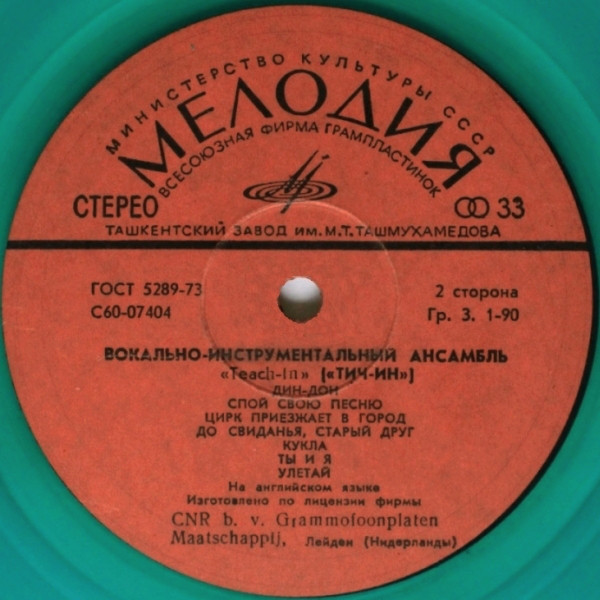 МИНИСТЕРСТВО КУЛЬТУРЫ СССР
МЕЛОДИЯ
ВСЕСОЮЗНАЯ ФИРМА ГРАМПЛАСТИНОК
СТЕРЕО 33
ТАШКЕНТСКИЙ ЗАВОД ИМ. М.Т. ТАШМУХАМЕДОВА
ГОСТ 5289-73 2 сторона
С60-07404 Гр. 3. 1-90
ВОКАЛЬНО-ИНСТРУМЕНТАЛЬНЫЙ АНСАМБЛЬ
«Teach-In» («ТИЧ-ИН»)
ДИН-ДОН
СПОЙ СВОЮ ПЕСНЮ
ЦИРК ПРИЕЗЖАЕТ В ГОРОД
ДО СВИДАНЬЯ, СТАРЫЙ ДРУГ
КУКЛА
ТЫ И Я
УЛЕТАЙ
На английском языке
Изготовлено по лицензии фирмы
CNR b. v. Grammofoonplaten
Maatschappij, Лейден (Нидерланды)